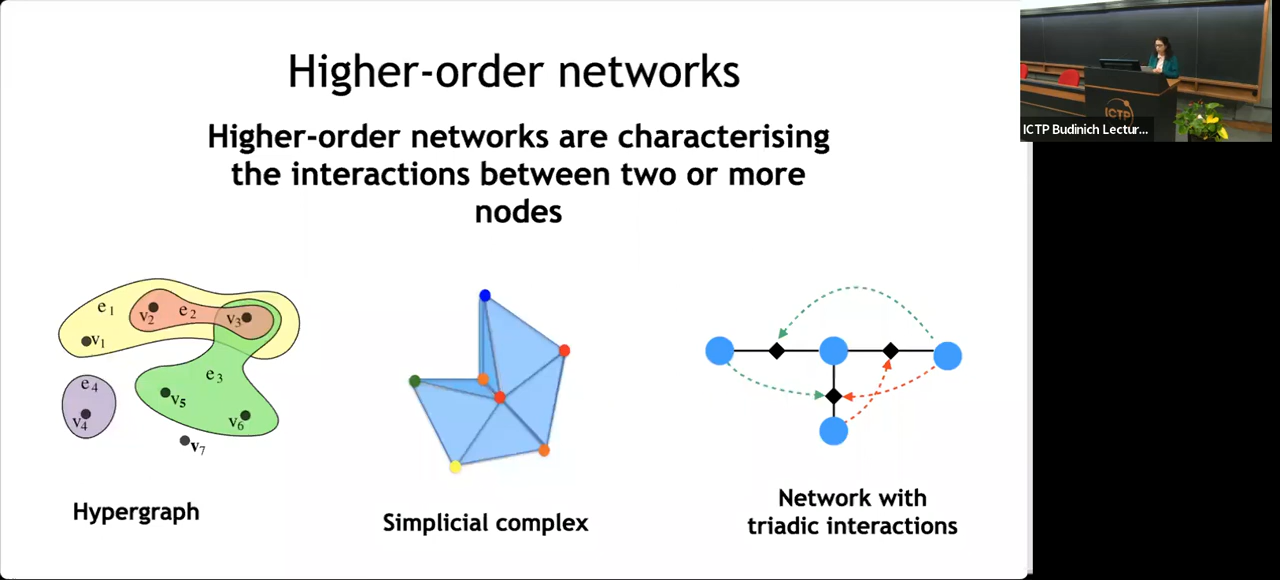 Higher-order networks
Higher-order networks are characterising
the interactions between two or more
nodes
e1
v2
e2
v3
v1
e3
e4
v4
v5
v6
v7
Hypergraph
Simplicial complex
Network with
triadic interactions
ICTP
ICTP Budinich Lectur...